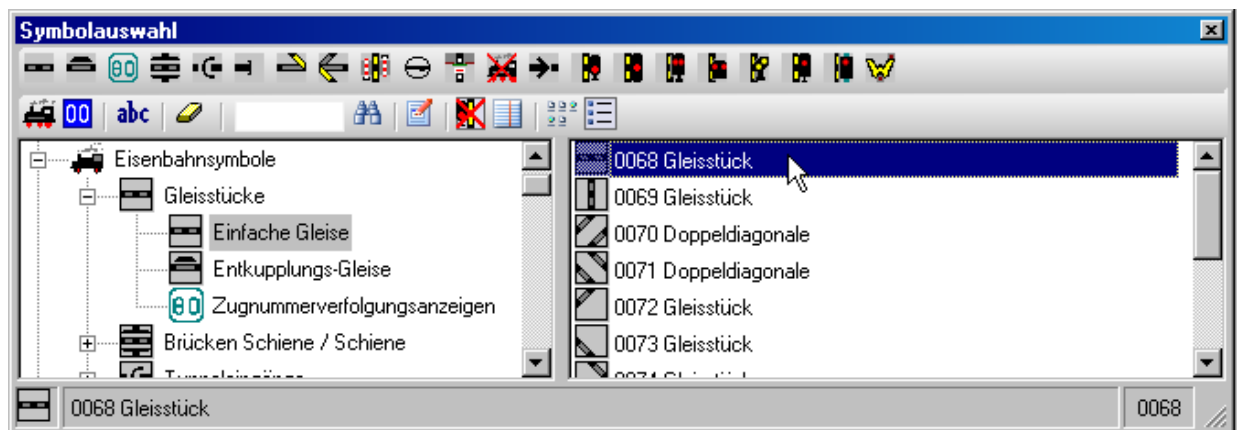 Symbolauswahl
00 abc
Eisenbahnsymbole
Gleisstücke
Einfache Gleise
Entkupplungs-Gleise
Zugnummerverfolgungsanzeigen
Brücken Schiene / Schiene
0068 Gleisstück
0069 Gleisstück
0070 Doppeldiagonale
0071 Doppeldiagonale
0072 Gleisstück
0073 Gleisstück
0068 Gleisstück
0068